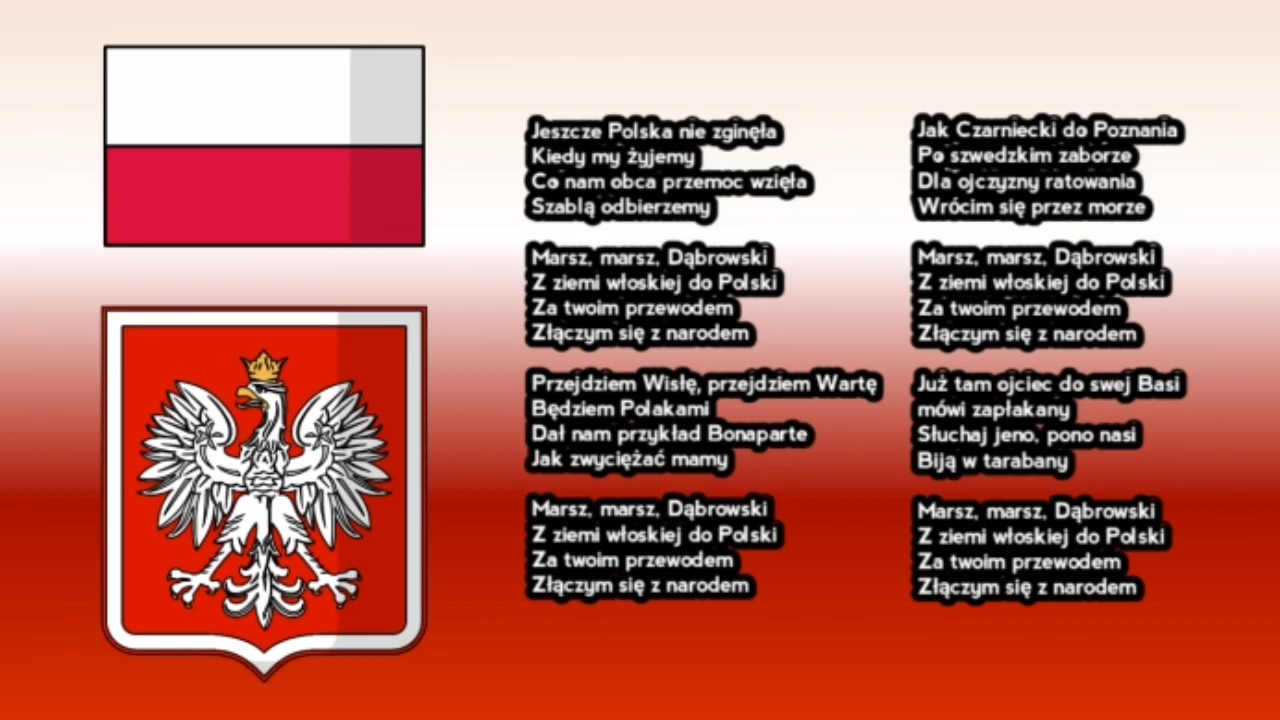 Jeszcze Polska nie zginęła
Kiedy my żyjemy
Co nam obca przemoc wzięła
Szablą odbierzemy
Marsz, marsz, Dąbrowski
Z ziemi włoskiej do Polski
Za twoim przewodem
Złączym się z narodem
Przejdziem Wisłę, przejdziem Wartę
Będziem Polakami
Dał nam przykład Bonaparte
Jak zwyciężać mamy
Marsz, marsz, Dąbrowski
Z ziemi włoskiej do Polski
Za twoim przewodem
Złączym się z narodem
Jak Czarniecki do Poznania
Po szwedzkim zaborze
Dla ojczyzny ratowania
Wrócim się przez morze
Marsz, marsz, Dąbrowski
Z ziemi włoskiej do Polski
Za twoim przewodem
Złączym się z narodem
Już tam ojciec do swej Basi
mówi zapłakany
Słuchaj jeno, pono nasi
Biją w tarabany
Marsz, marsz, Dąbrowski
Z ziemi włoskiej do Polski
Za twoim przewodem
Złączym się z narodem